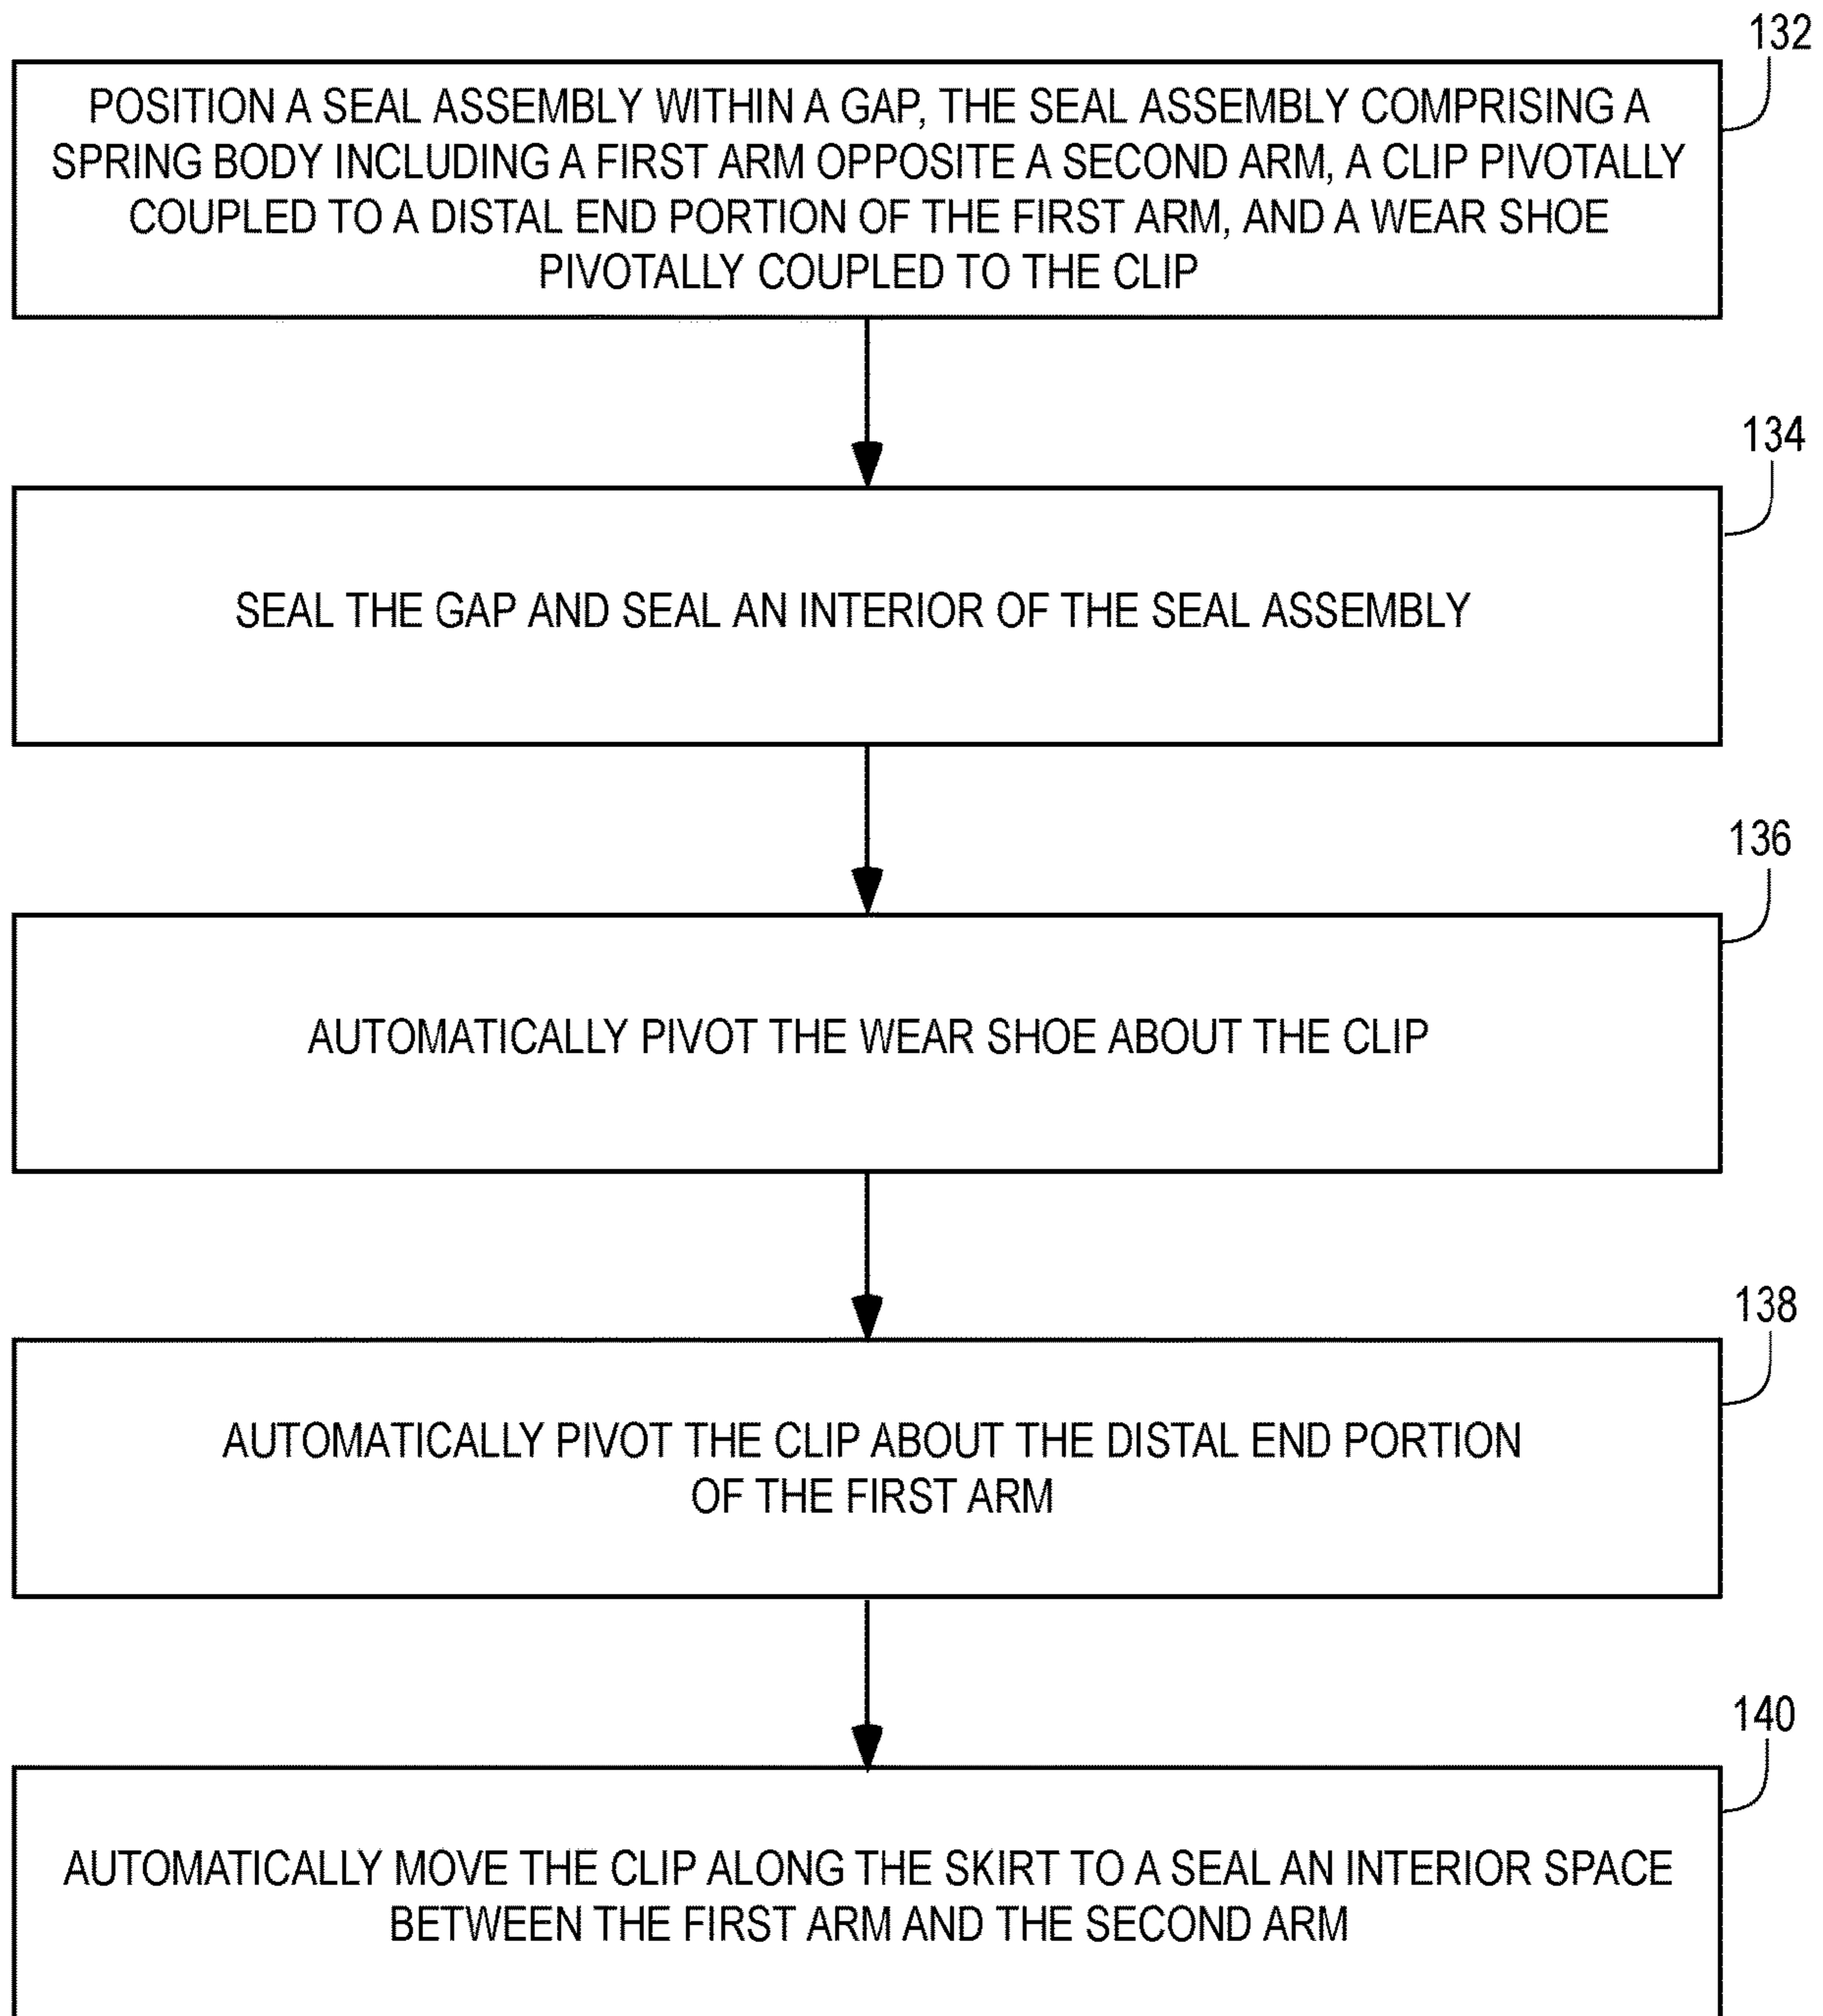 132
POSITION A SEAL ASSEMBLY WITHIN A GAP, THE SEAL ASSEMBLY COMPRISING A
SPRING BODY INCLUDING A FIRST ARM OPPOSITE A SECOND ARM, A CLIP PIVOTALLY
COUPLED TO A DISTAL END PORTION OF THE FIRST ARM, AND A WEAR SHOE
PIVOTALLY COUPLED TO THE CLIP
134
SEAL THE GAP AND SEAL AN INTERIOR OF THE SEAL ASSEMBLY
136
AUTOMATICALLY PIVOT THE WEAR SHOE ABOUT THE CLIP
138
AUTOMATICALLY PIVOT THE CLIP ABOUT THE DISTAL END PORTION
OF THE FIRST ARM
140
AUTOMATICALLY MOVE THE CLIP ALONG THE SKIRT TO A SEAL AN INTERIOR SPACE
BETWEEN THE FIRST ARM AND THE SECOND ARM